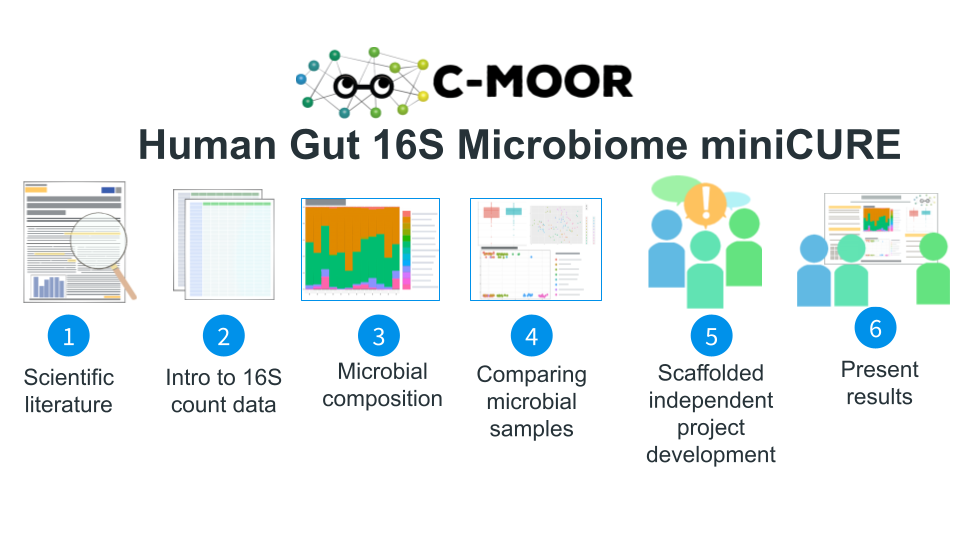 C-MOOR
Human Gut 16S Microbiome miniCURE
!
1
Scientific
literature
2
Intro to 16S
count data
3
Microbial
composition
4
Comparing
microbial
samples
5
Scaffolded
independent
project
development
6
Present
results